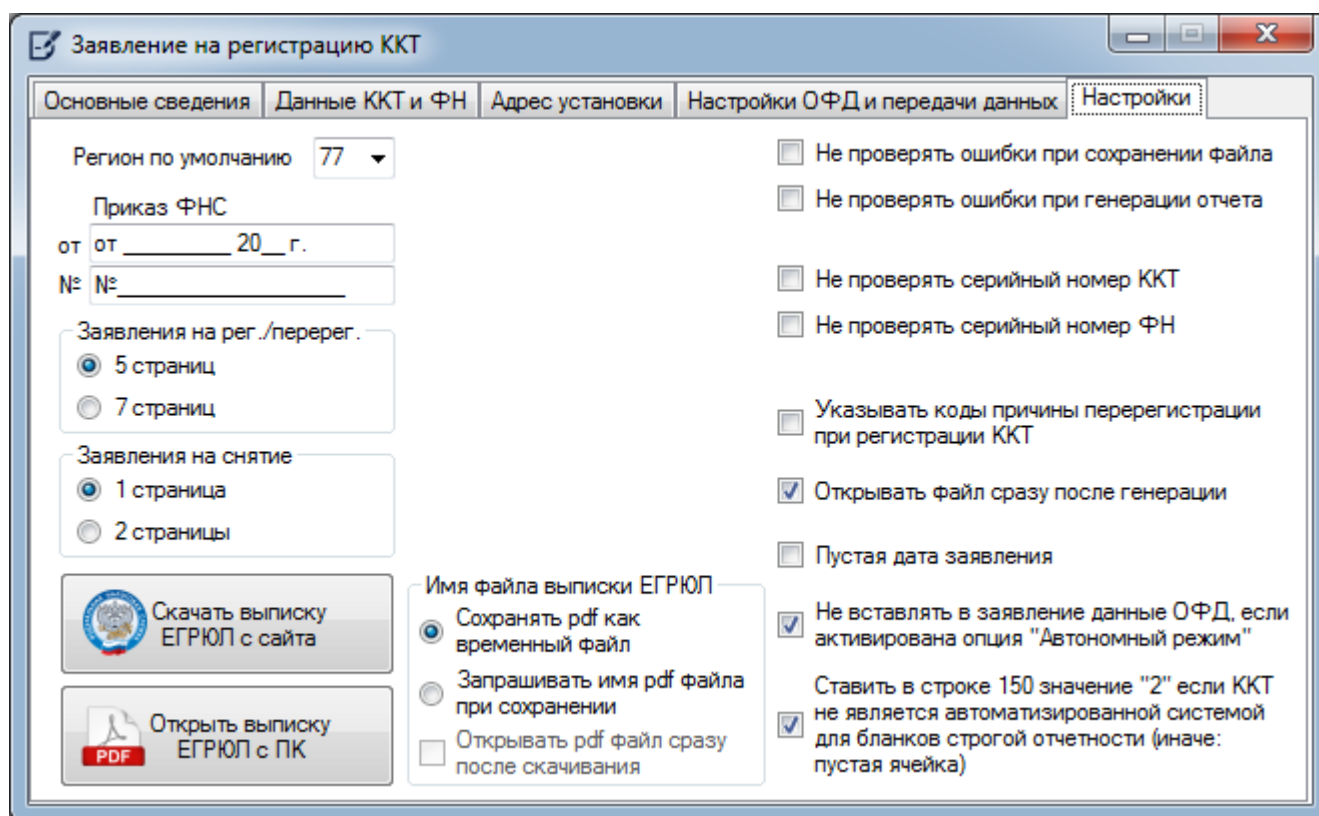 Заявление на регистрацию ККТ
Основные сведения Данные ККТ и ФН Адрес установки Настройки ОФД и передачи данных Настройки
Регион по умолчанию 77
Приказ ФНС
от от __________ 20__ г.
№ №____________________
Заявления на рег./перерег.
5 страниц
7 страниц
Заявления на снятие
1 страница
2 страницы
Скачать выписку
ЕГРЮЛ с сайта
PDF
Открыть выписку
ЕГРЮЛ с ПК
Имя файла выписки ЕГРЮЛ
Сохранять pdf как
временный файл
Запрашивать имя pdf файла
при сохранении
Открывать pdf файл сразу
после скачивания
Не проверять ошибки при сохранении файла
Не проверять ошибки при генерации отчета
Не проверять серийный номер ККТ
Не проверять серийный номер ФН
Указывать коды причины перерегистрации
при регистрации ККТ
Открывать файл сразу после генерации
Пустая дата заявления
Не вставлять в заявление данные ОФД, если
активирована опция "Автономный режим"
Ставить в строке 150 значение "2" если ККТ
не является автоматизированной системой
для бланков строгой отчетности (иначе:
пустая ячейка)